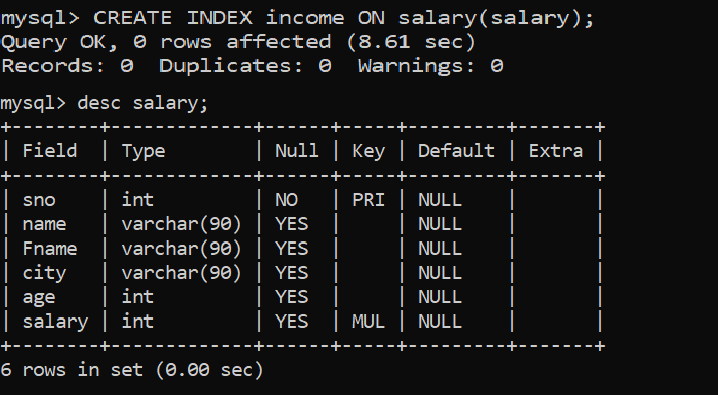 mysql> CREATE INDEX income ON salary(salary);
Query OK, 0 rows affected (8.61 sec)
Records: 0  Duplicates: 0  Warnings: 0
mysql> desc salary;
+--------+-------------+------+-----+---------+-------+
| Field  | Type        | Null | Key | Default | Extra |
+--------+-------------+------+-----+---------+-------+
| sno    | int         | NO   | PRI | NULL    |       |
| name   | varchar(90) | YES  |     | NULL    |       |
| Fname  | varchar(90) | YES  |     | NULL    |       |
| city   | varchar(90) | YES  |     | NULL    |       |
| age    | int         | YES  |     | NULL    |       |
| salary | int         | YES  | MUL | NULL    |       |
+--------+-------------+------+-----+---------+-------+
6 rows in set (0.00 sec)